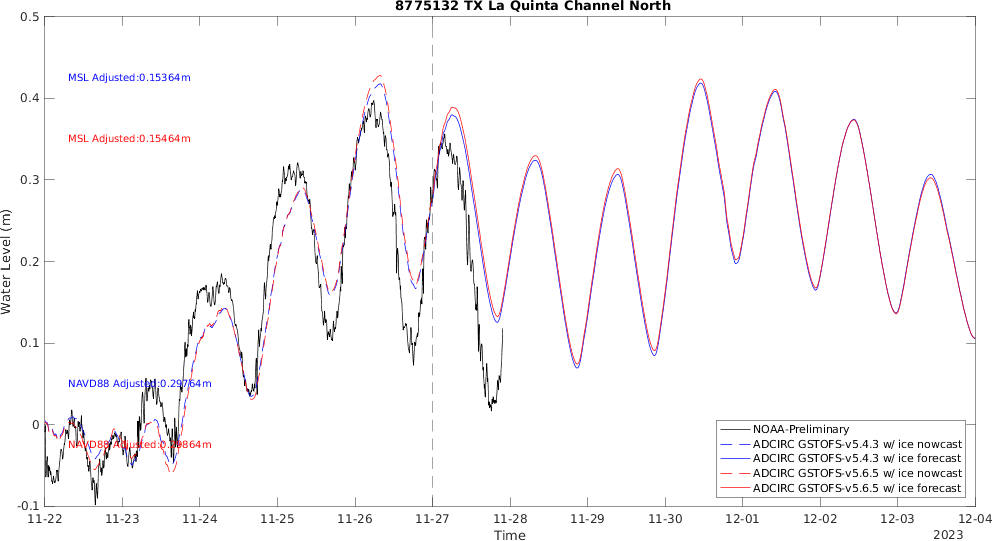 8775132 TX La Quinta Channel North
Water Level (m)
0.5
0.4
0.3
0.2
0.1
0
-0.1
MSL Adjusted:0.15364m
MSL Adjusted:0.15464m
NAVD88 Adjusted:0.29764m
NAVD88 Adjusted:0.29864m
NOAA-Preliminary
ADCIRC GSTOFS-v5.4.3 w/ ice nowcast
ADCIRC GSTOFS-v5.4.3 w/ ice forecast
ADCIRC GSTOFS-v5.6.5 w/ ice nowcast
ADCIRC GSTOFS-v5.6.5 w/ ice forecast
11-22 11-23 11-24 11-25 11-26 11-27 11-28 11-29 11-30 12-01 12-02 12-03 12-04
Time
2023